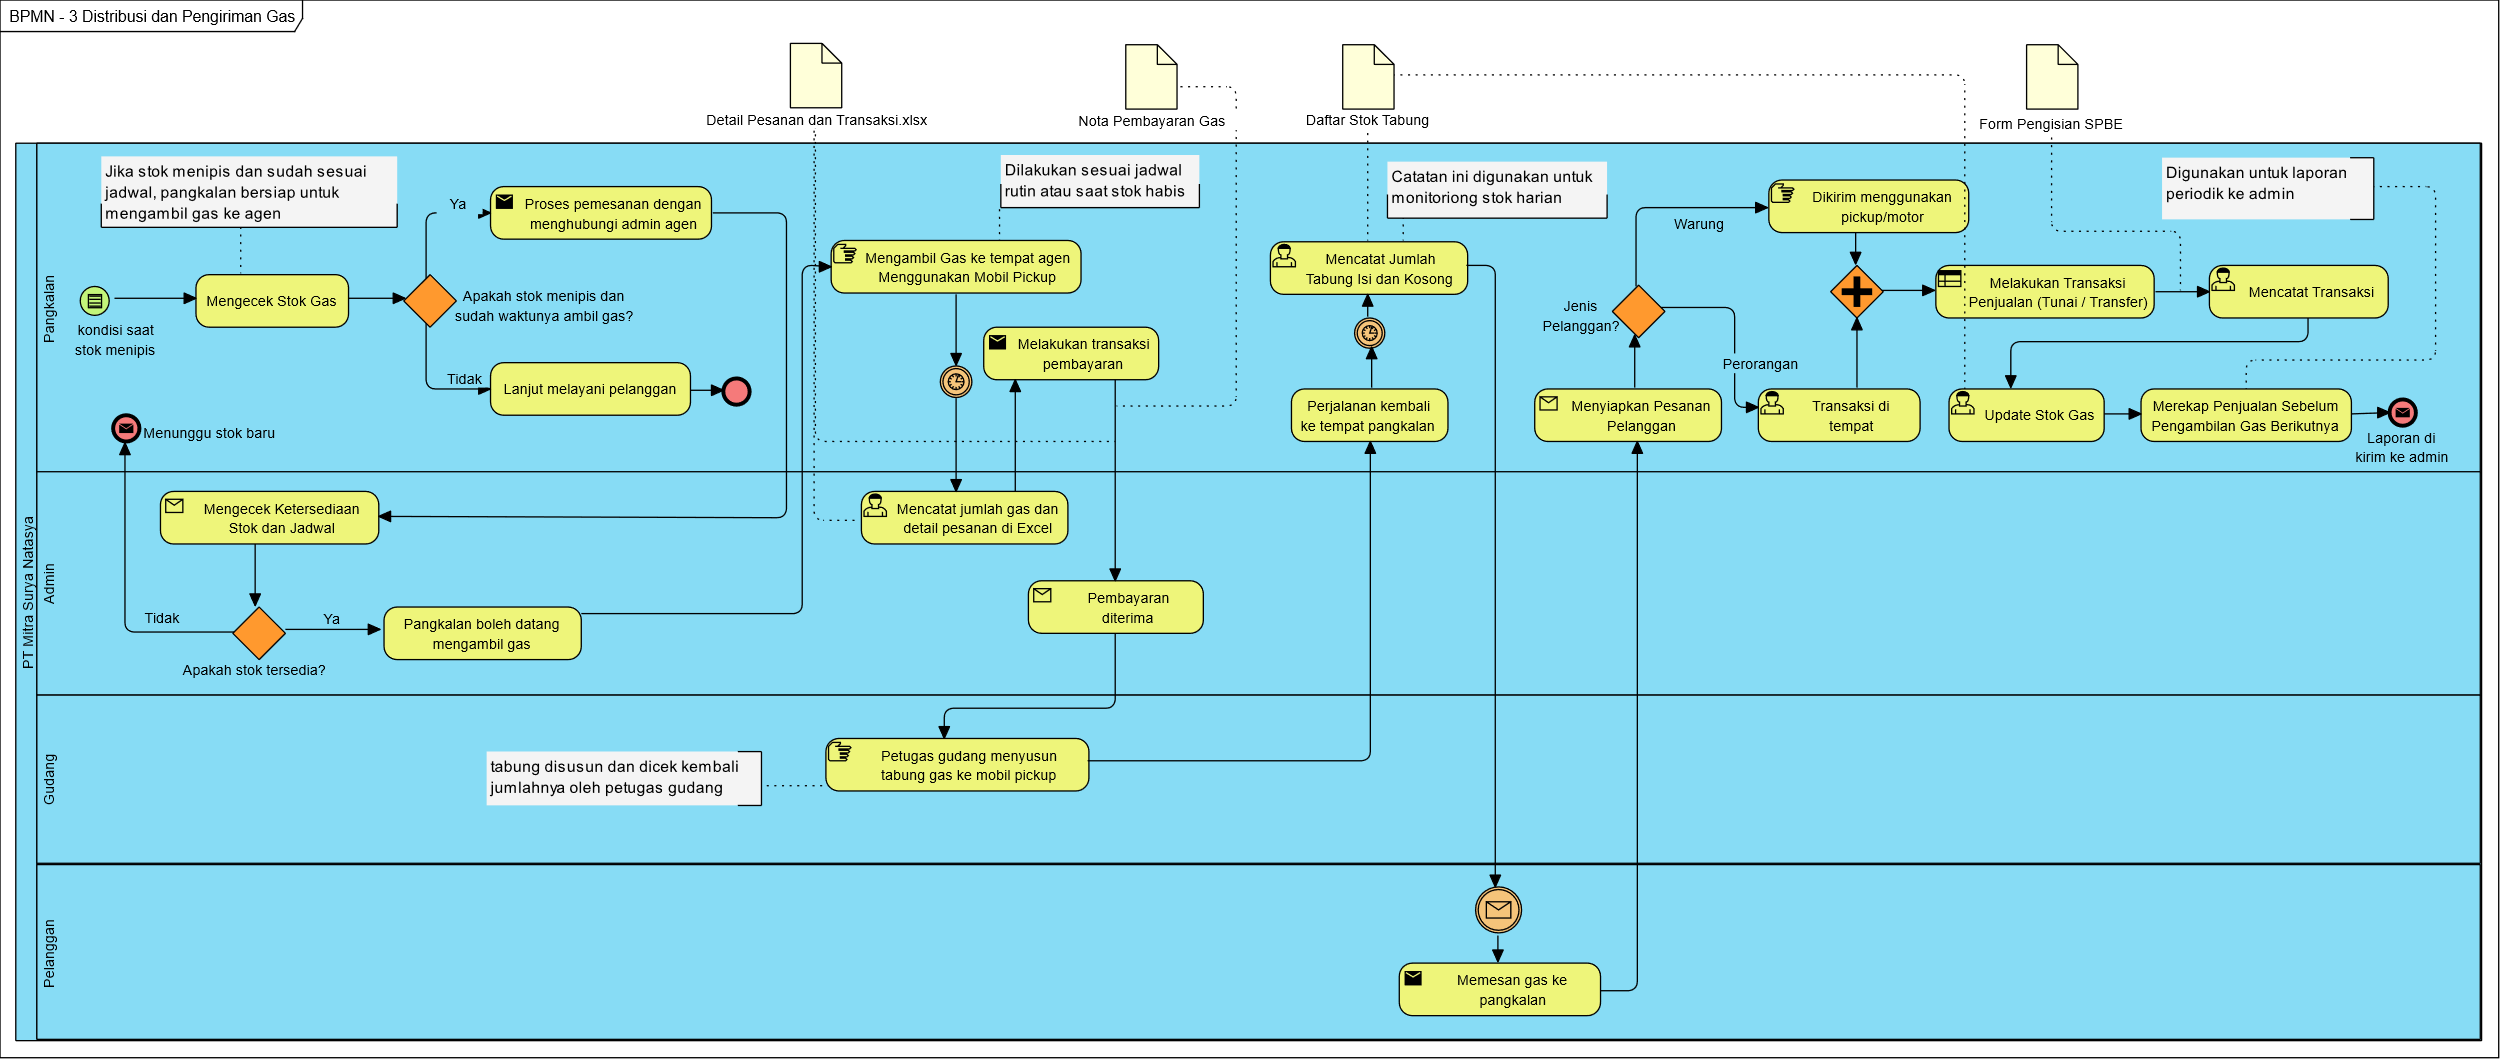 BPMN - 3 Distribusi dan Pengiriman Gas
Detail Pesanan dan Transaksi.xlsx
Nota Pembayaran Gas
Daftar Stok Tabung
Form Pengisian SPBE
PT Mitra Surya Natasya
Pangkalan
Jika stok menipis dan sudah sesuai
jadwal, pangkalan bersiap untuk
mengambil gas ke agen
kondisi saat
stok menipis
Mengecek Stok Gas
Apakah stok menipis dan
sudah waktunya ambil gas?
Ya
Proses pemesanan dengan
menghubungi admin agen
Tidak
Lanjut melayani pelanggan
Menunggu stok baru
Dilakukan sesuai jadwal
rutin atau saat stok habis
Mengambil Gas ke tempat agen
Menggunakan Mobil Pickup
Melakukan transaksi
pembayaran
Catatan ini digunakan untuk
monitoriong stok harian
Mencatat Jumlah
Tabung Isi dan Kosong
Perjalanan kembali
ke tempat pangkalan
Jenis
Pelanggan?
Warung
Perorangan
Menyiapkan Pesanan
Pelanggan
Dikirim menggunakan
pickup/motor
Transaksi di
tempat
Melakukan Transaksi
Penjualan (Tunai / Transfer)
Digunakan untuk laporan
periodik ke admin
Mencatat Transaksi
Update Stok Gas
Merekap Penjualan Sebelum
Pengambilan Gas Berikutnya
Laporan di
kirim ke admin
Admin
Mengecek Ketersediaan
Stok dan Jadwal
Tidak
Ya
Apakah stok tersedia?
Pangkalan boleh datang
mengambil gas
Mencatat jumlah gas dan
detail pesanan di Excel
Pembayaran
diterima
Gudang
tabung disusun dan dicek kembali
jumlahnya oleh petugas gudang
Petugas gudang menyusun
tabung gas ke mobil pickup
Pelanggan
Memesan gas ke
pangkalan